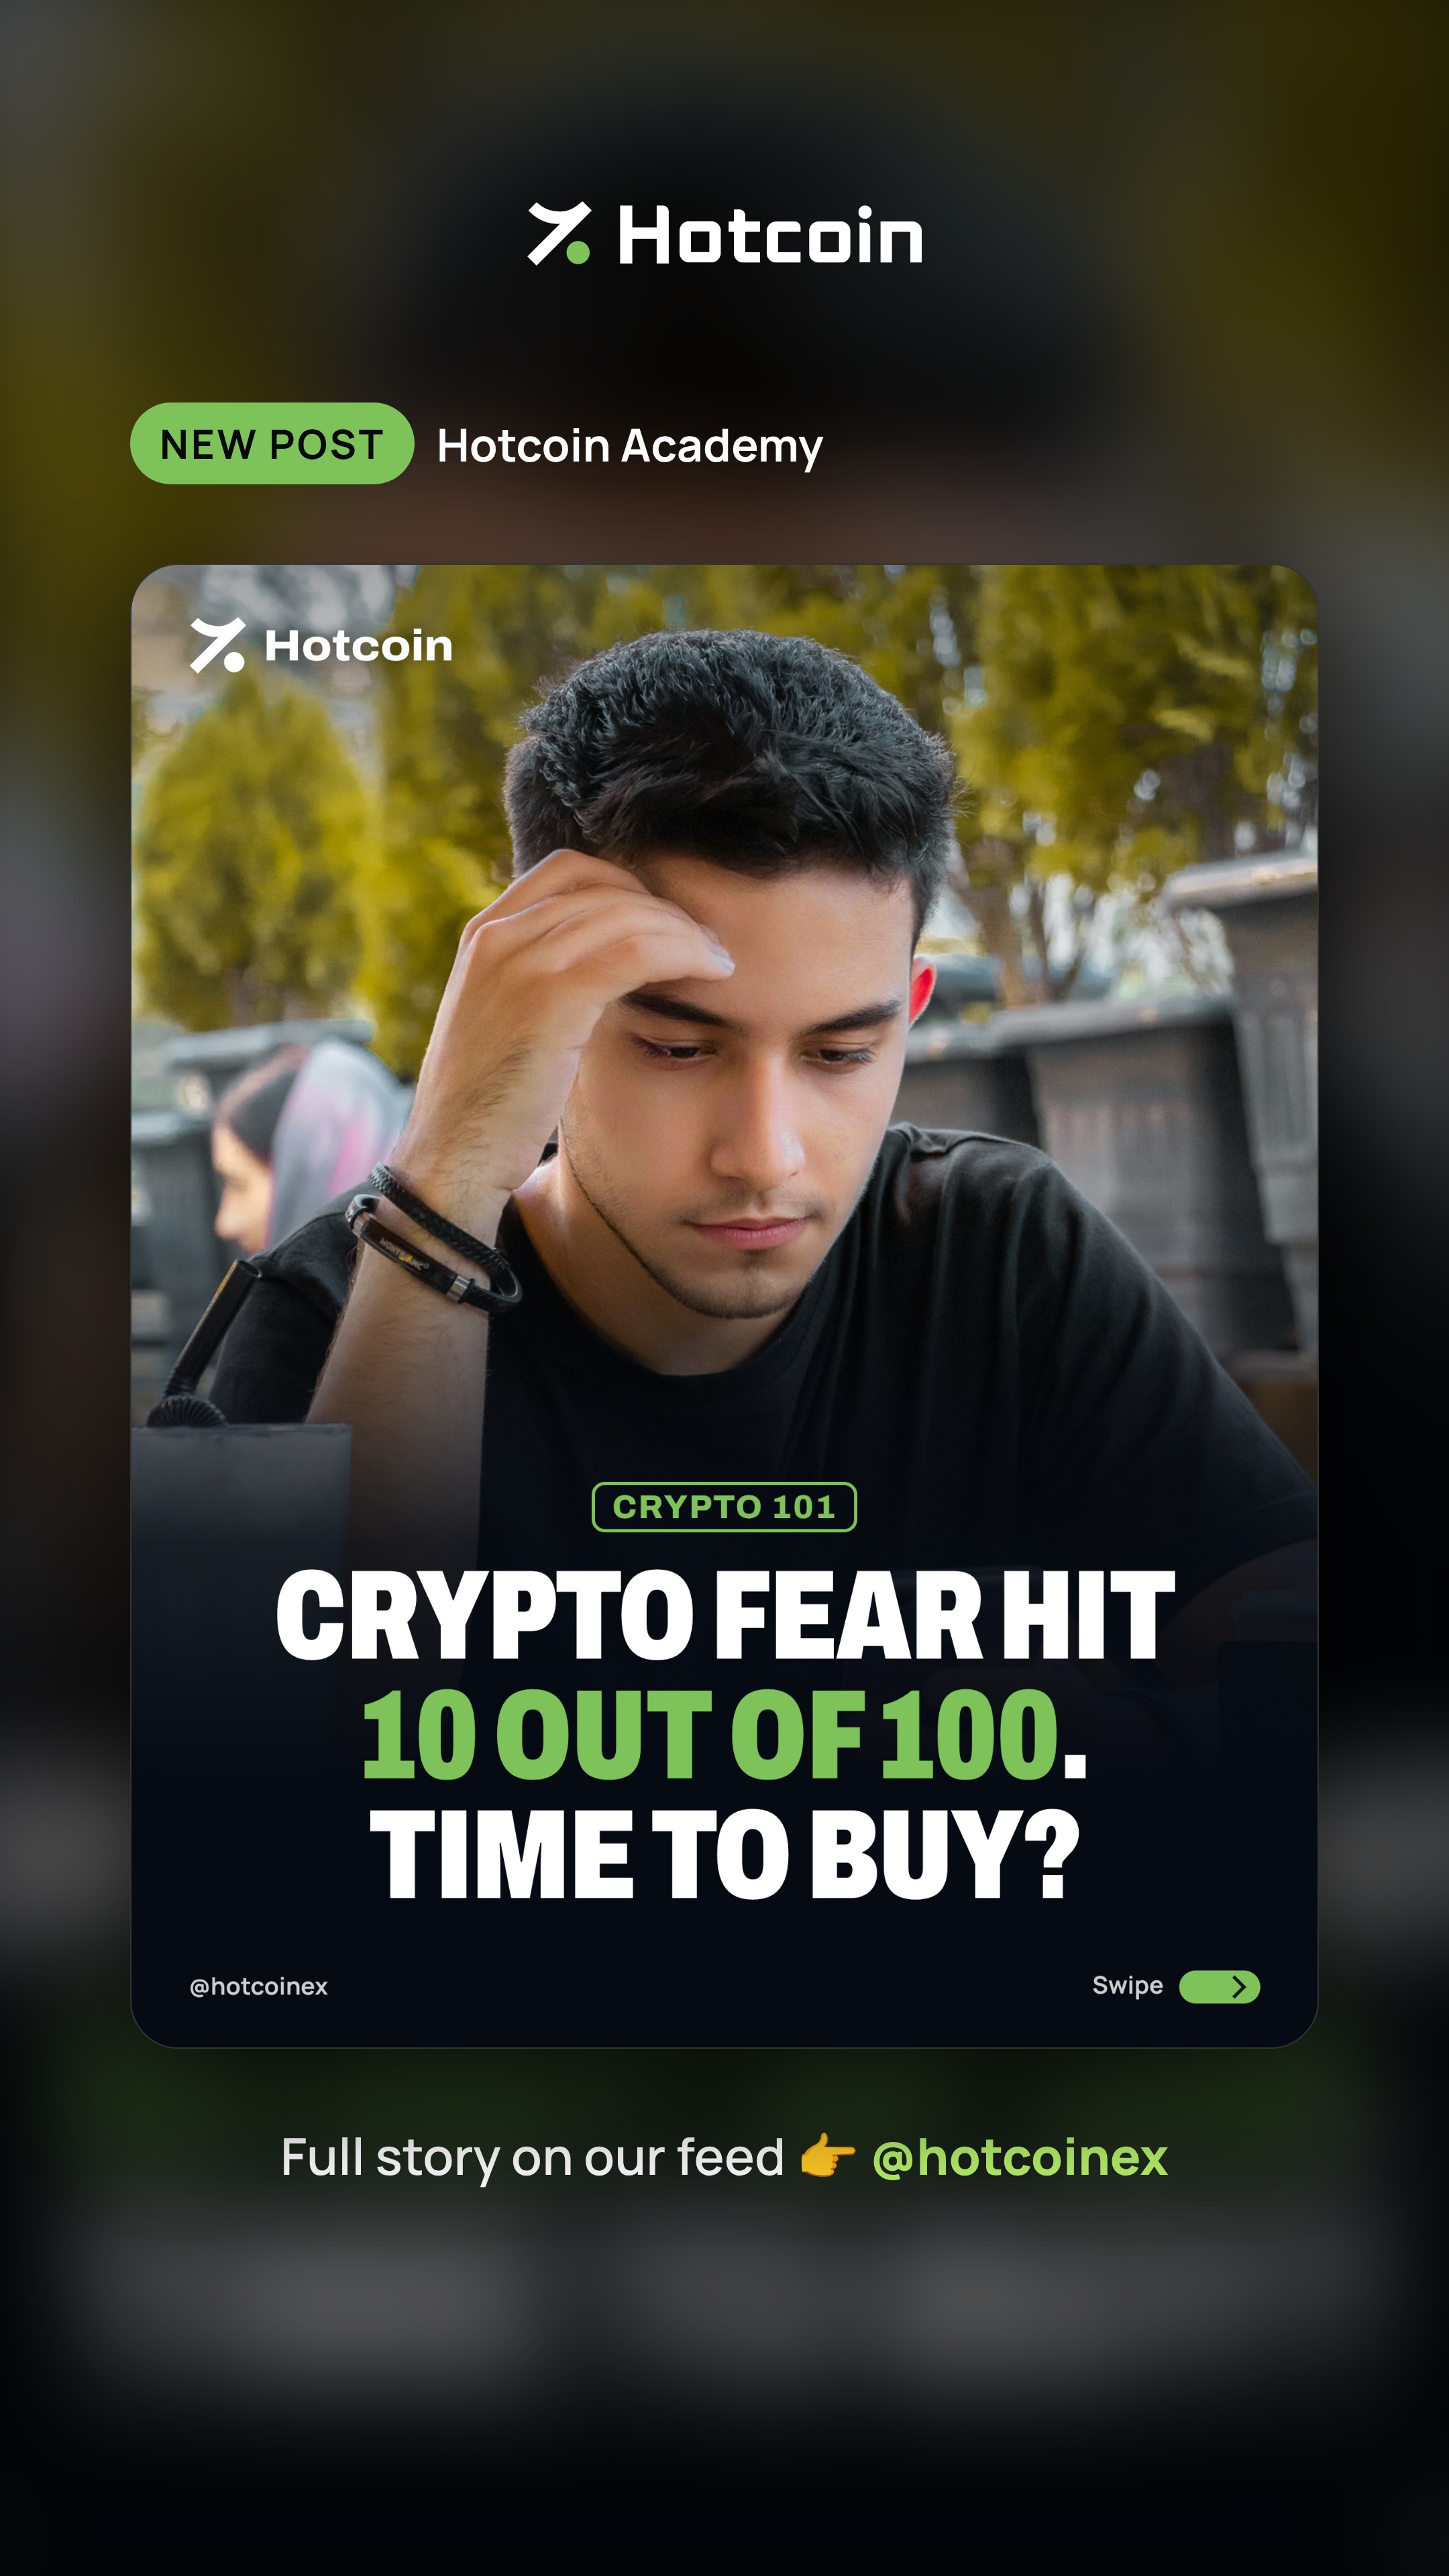 Hotcoin
NEW POST
Hotcoin Academy
Hotcoin
MONTBLANC
CRYPTO 101
CRYPTO FEAR HIT
10 OUT OF 100.
TIME TO BUY?
@hotcoinex
Swipe
Full story on our feed 👉 @hotcoinex